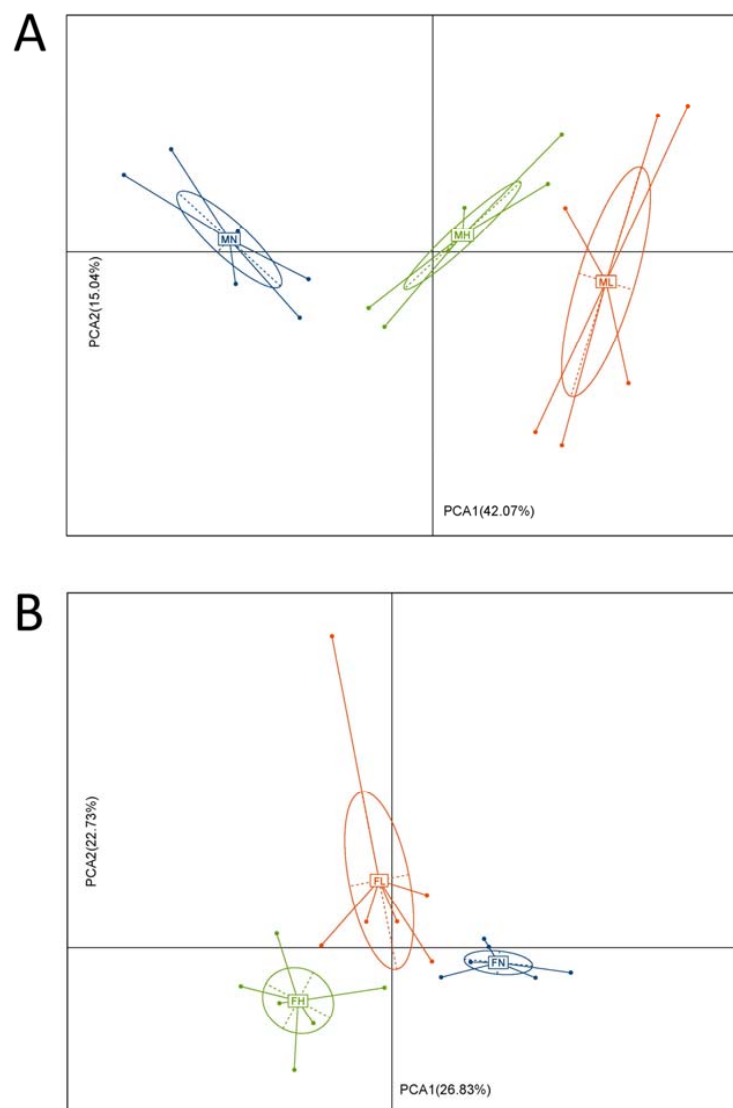 A
MN
MH
ML
PCA2(15.04%)
PCA1(42.07%)
B
PCA2(22.73%)
FL
FN
FH
PCA1(26.83%)